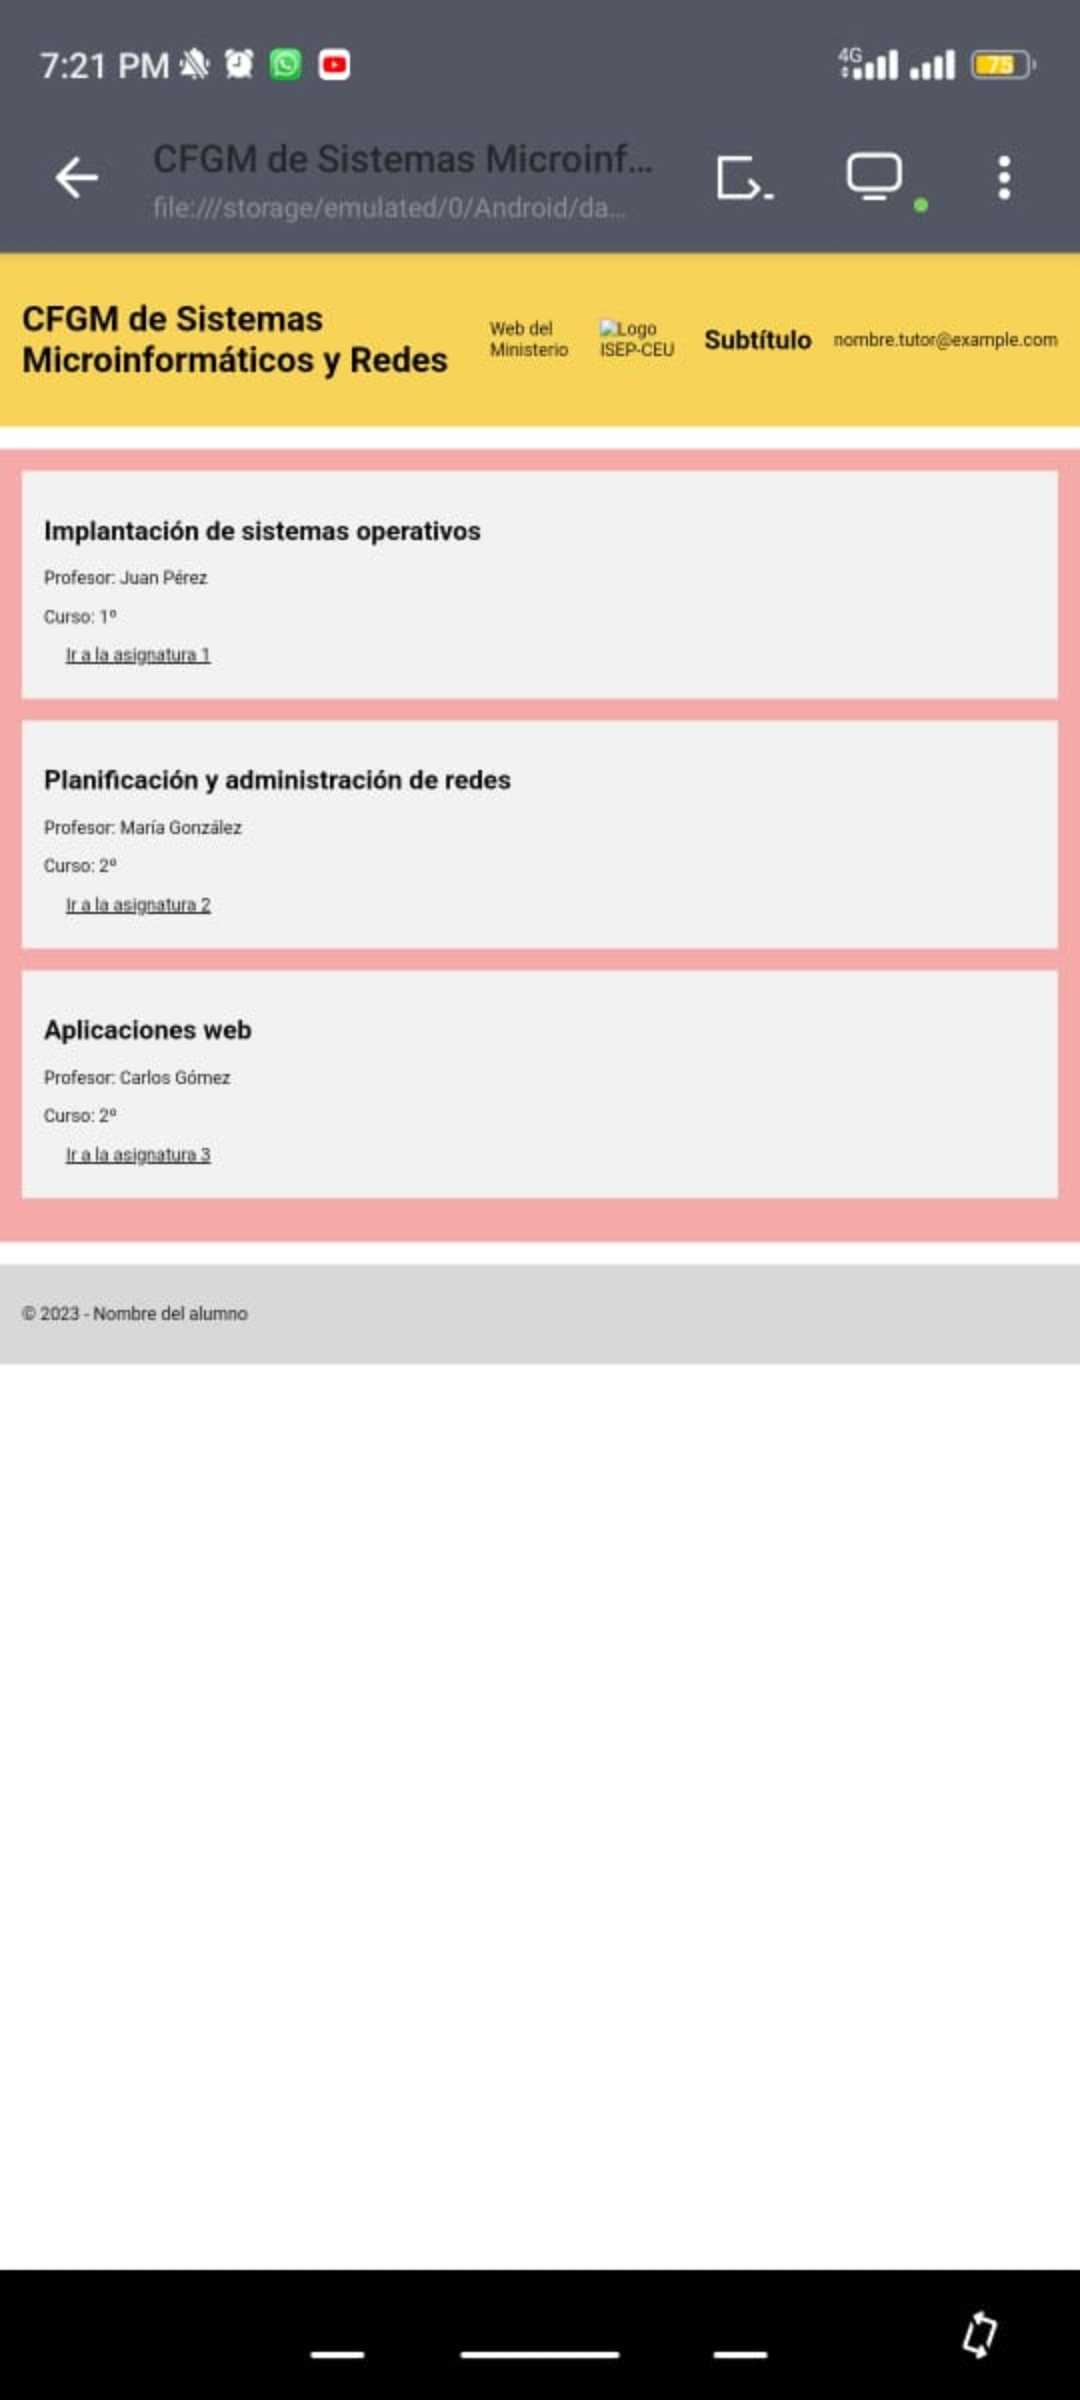 7:21 PM
4G
75
CFGM de Sistemas Microinf...
file:///storage/emulated/0/Android/da...
CFGM de Sistemas
Microinformáticos y Redes
Web del
Ministerio
Logo
ISEP-CEU
Subtítulo
nombre.tutor@example.com
Implantación de sistemas operativos
Profesor: Juan Pérez
Curso: 1º
Ir a la asignatura 1
Planificación y administración de redes
Profesor: María González
Curso: 2º
Ir a la asignatura 2
Aplicaciones web
Profesor: Carlos Gómez
Curso: 2º
Ir a la asignatura 3
© 2023 - Nombre del alumno